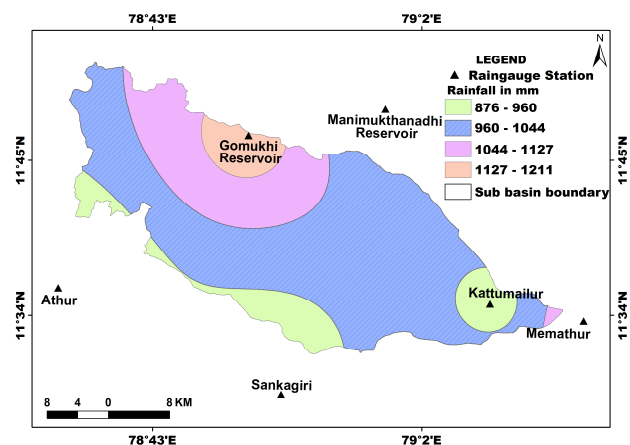 78°43'E
79°2'E
N
LEGEND
Raingauge Station
Rainfall in mm
876 - 960
960 - 1044
1044 - 1127
1127 - 1211
Sub basin boundary
Manimukthanadhi
Reservoir
Gomukhi
Reservoir
11°45'N
11°45'N
Kattumailur
Athur
11°34'N
11°34'N
Memathur
Sankagiri
8 4 0 8 KM
78°43'E
79°2'E